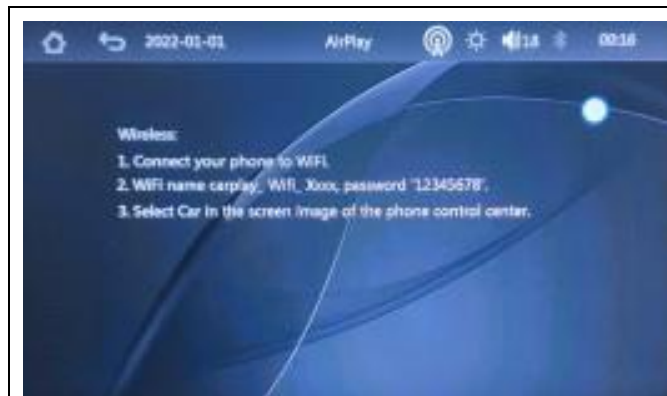 2022-01-01 AirPlay 18 00:16
Wireless:
1. Connect your phone to WiFi.
2. WiFi name carplay_ Wifi_ Xxxx, password "12345678".
3. Select Car in the screen image of the phone control center.